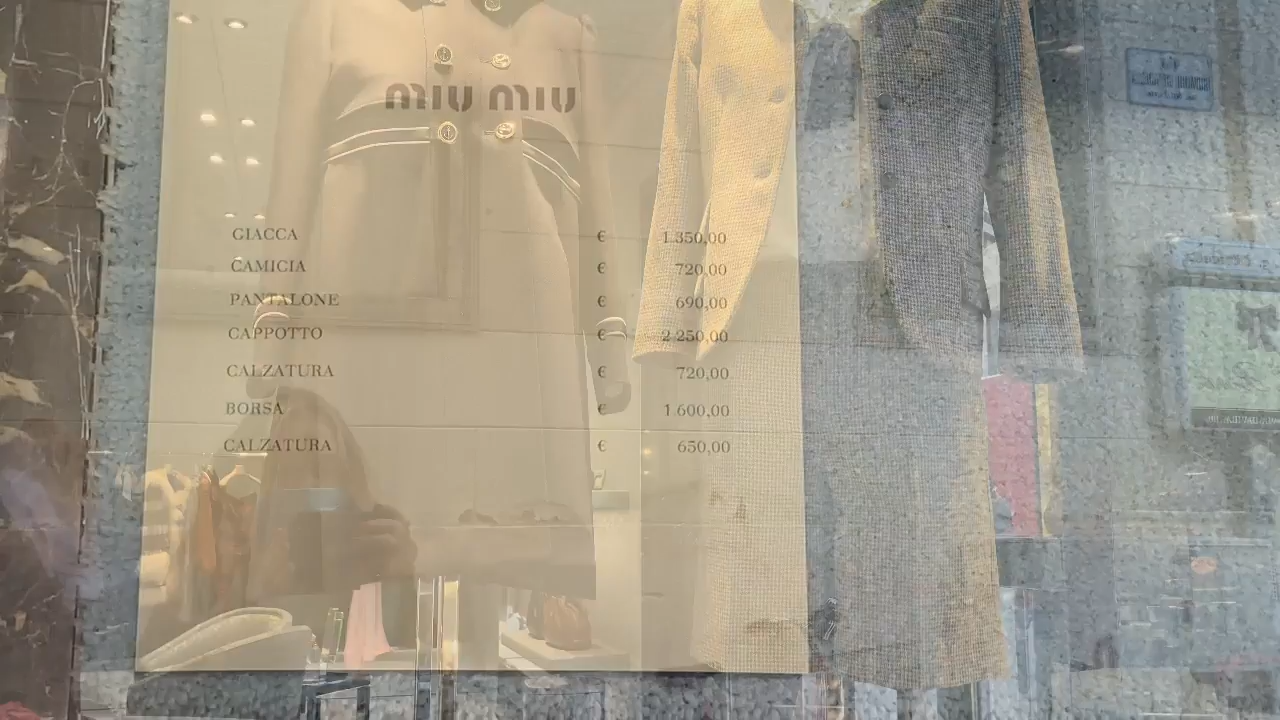 miu miu
GIACCA € 1.350,00
CAMICIA € 720,00
PANTALONE € 690,00
CAPPOTTO € 2 250,00
CALZATURA € 720,00
BORSA € 1 600,00
CALZATURA € 650,00